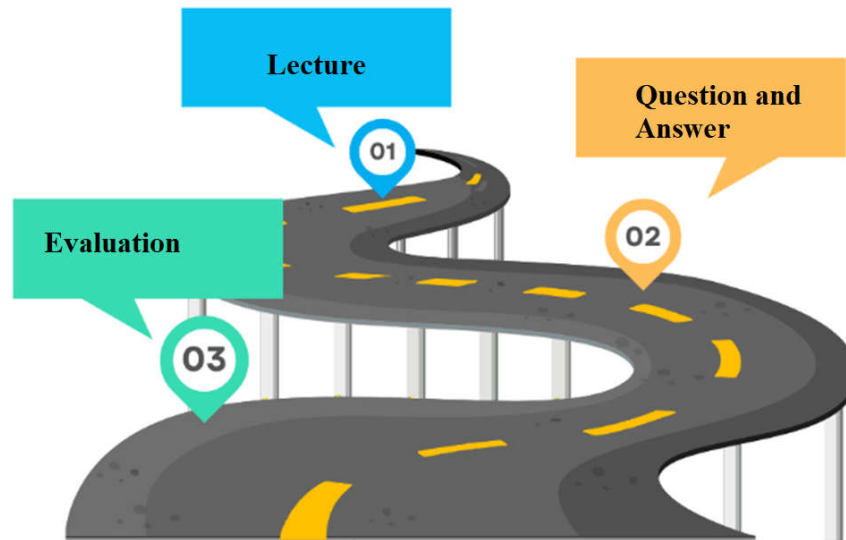 Lecture
01
Question and
Answer
02
Evaluation
03